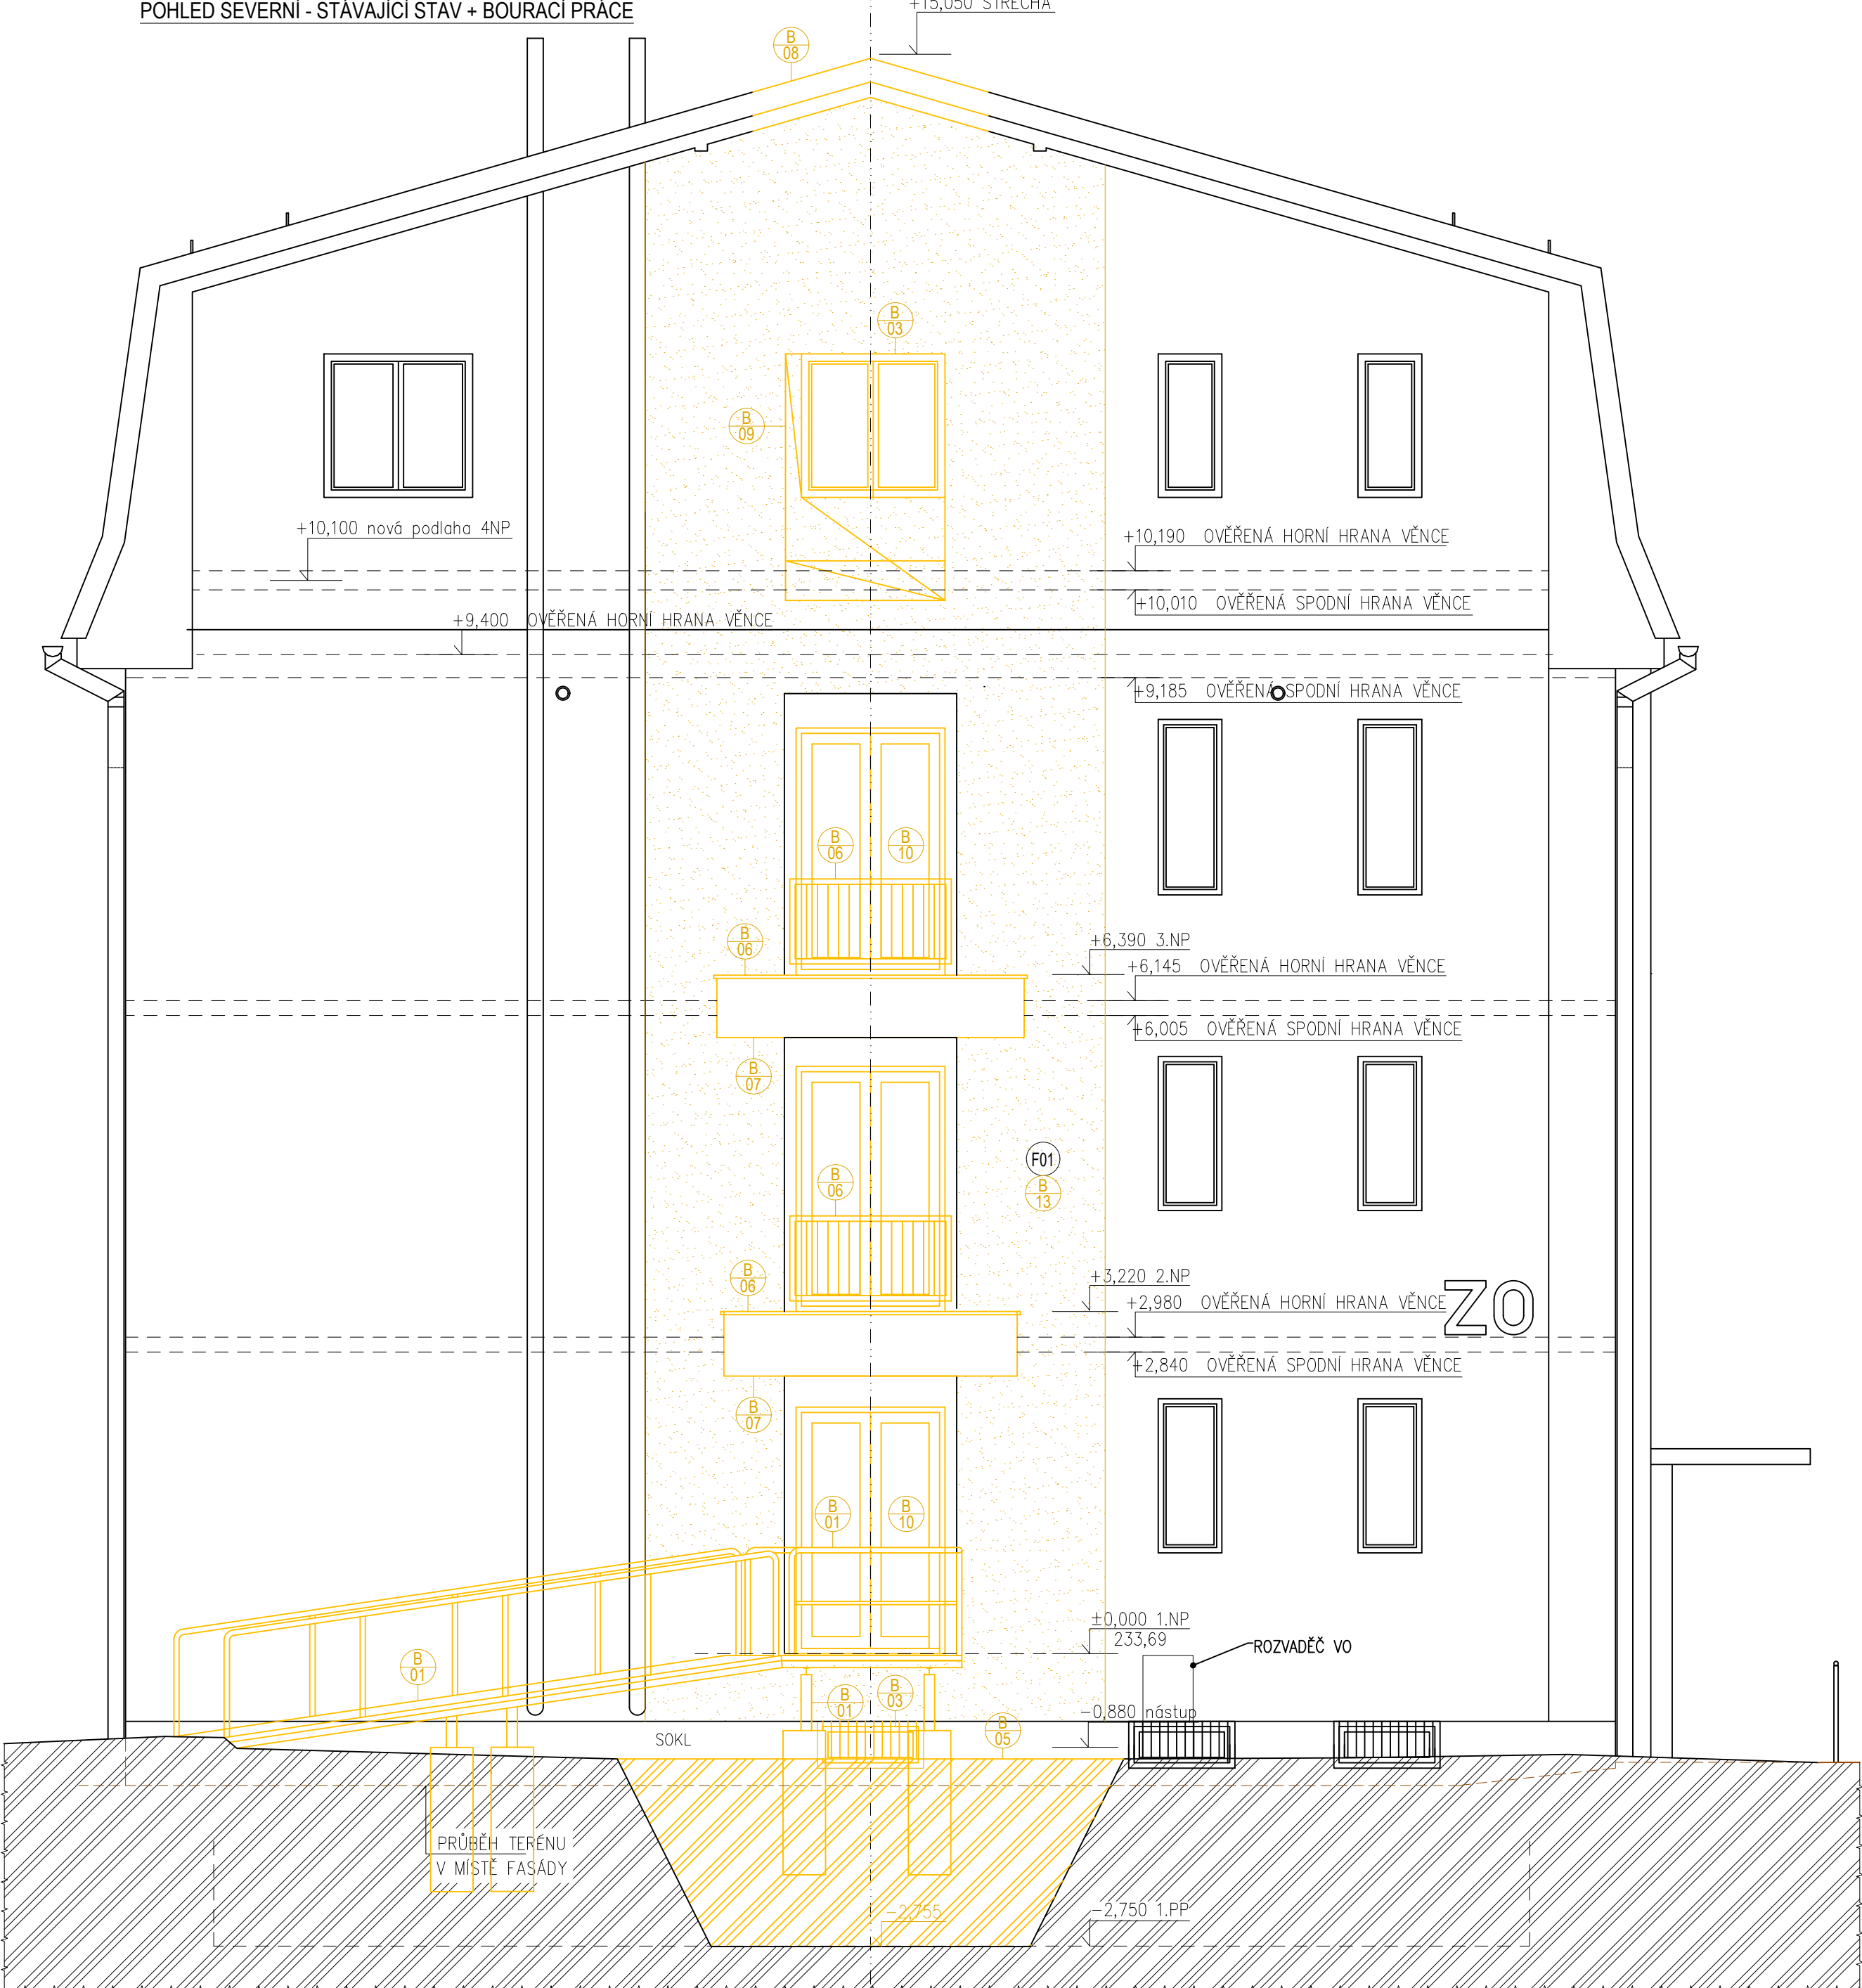 POHLED SEVERNÍ - STÁVAJÍCÍ STAV + BOURACÍ PRÁCE
+15,050 STŘECHA
B
08
B
03
B
09
+10,100 nová podlaha 4NP
+10,190 OVĚŘENÁ HORNÍ HRANA VĚNCE
+10,010 OVĚŘENÁ SPODNÍ HRANA VĚNCE
+9,400 OVĚŘENÁ HORNÍ HRANA VĚNCE
+9,185 OVĚŘENÁ SPODNÍ HRANA VĚNCE
B
06
B
10
B
06
+6,390 3.NP
+6,145 OVĚŘENÁ HORNÍ HRANA VĚNCE
+6,005 OVĚŘENÁ SPODNÍ HRANA VĚNCE
B
07
F01
B
13
B
06
B
06
+3,220 2.NP
+2,980 OVĚŘENÁ HORNÍ HRANA VĚNCE
ZO
+2,840 OVĚŘENÁ SPODNÍ HRANA VĚNCE
B
07
B
01
B
10
±0,000 1.NP
233,69
ROZVADĚČ VO
B
01
B
01
B
03
-0,880 nástup
B
05
SOKL
PRŮBĚH TERÉNU
V MÍSTĚ FASÁDY
-2,755
-2,750 1.PP